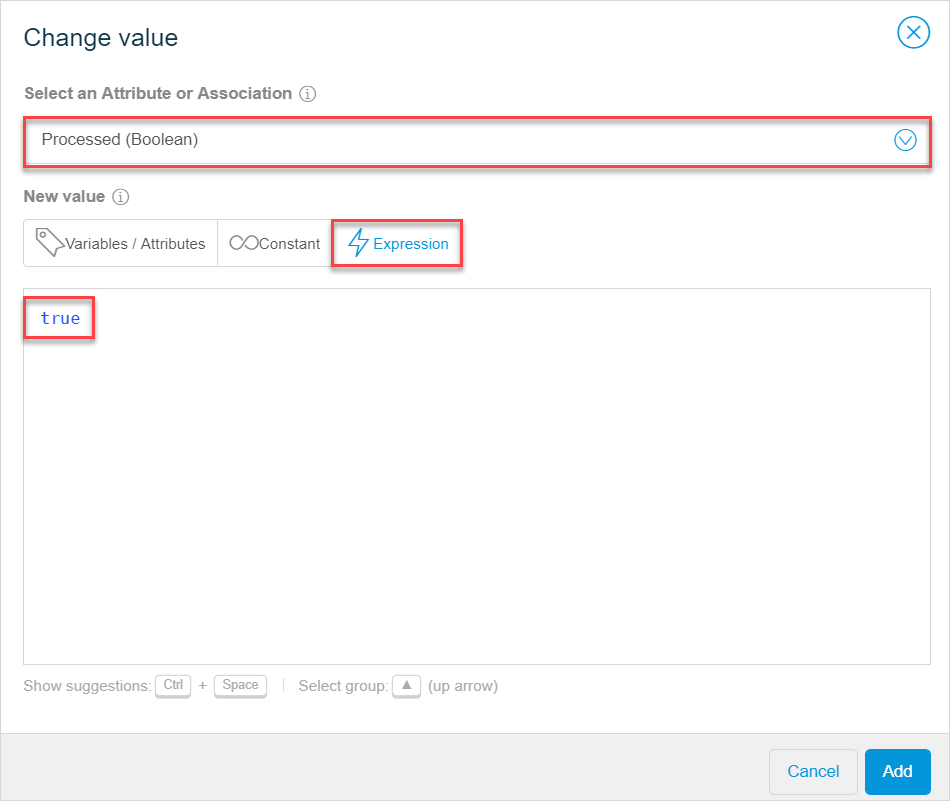 Change value
Select an Attribute or Association
Processed (Boolean)
New value
Variables / Attributes Constant Expression
true
Show suggestions: Ctrl + Space Select group: ▲ (up arrow)
Cancel Add